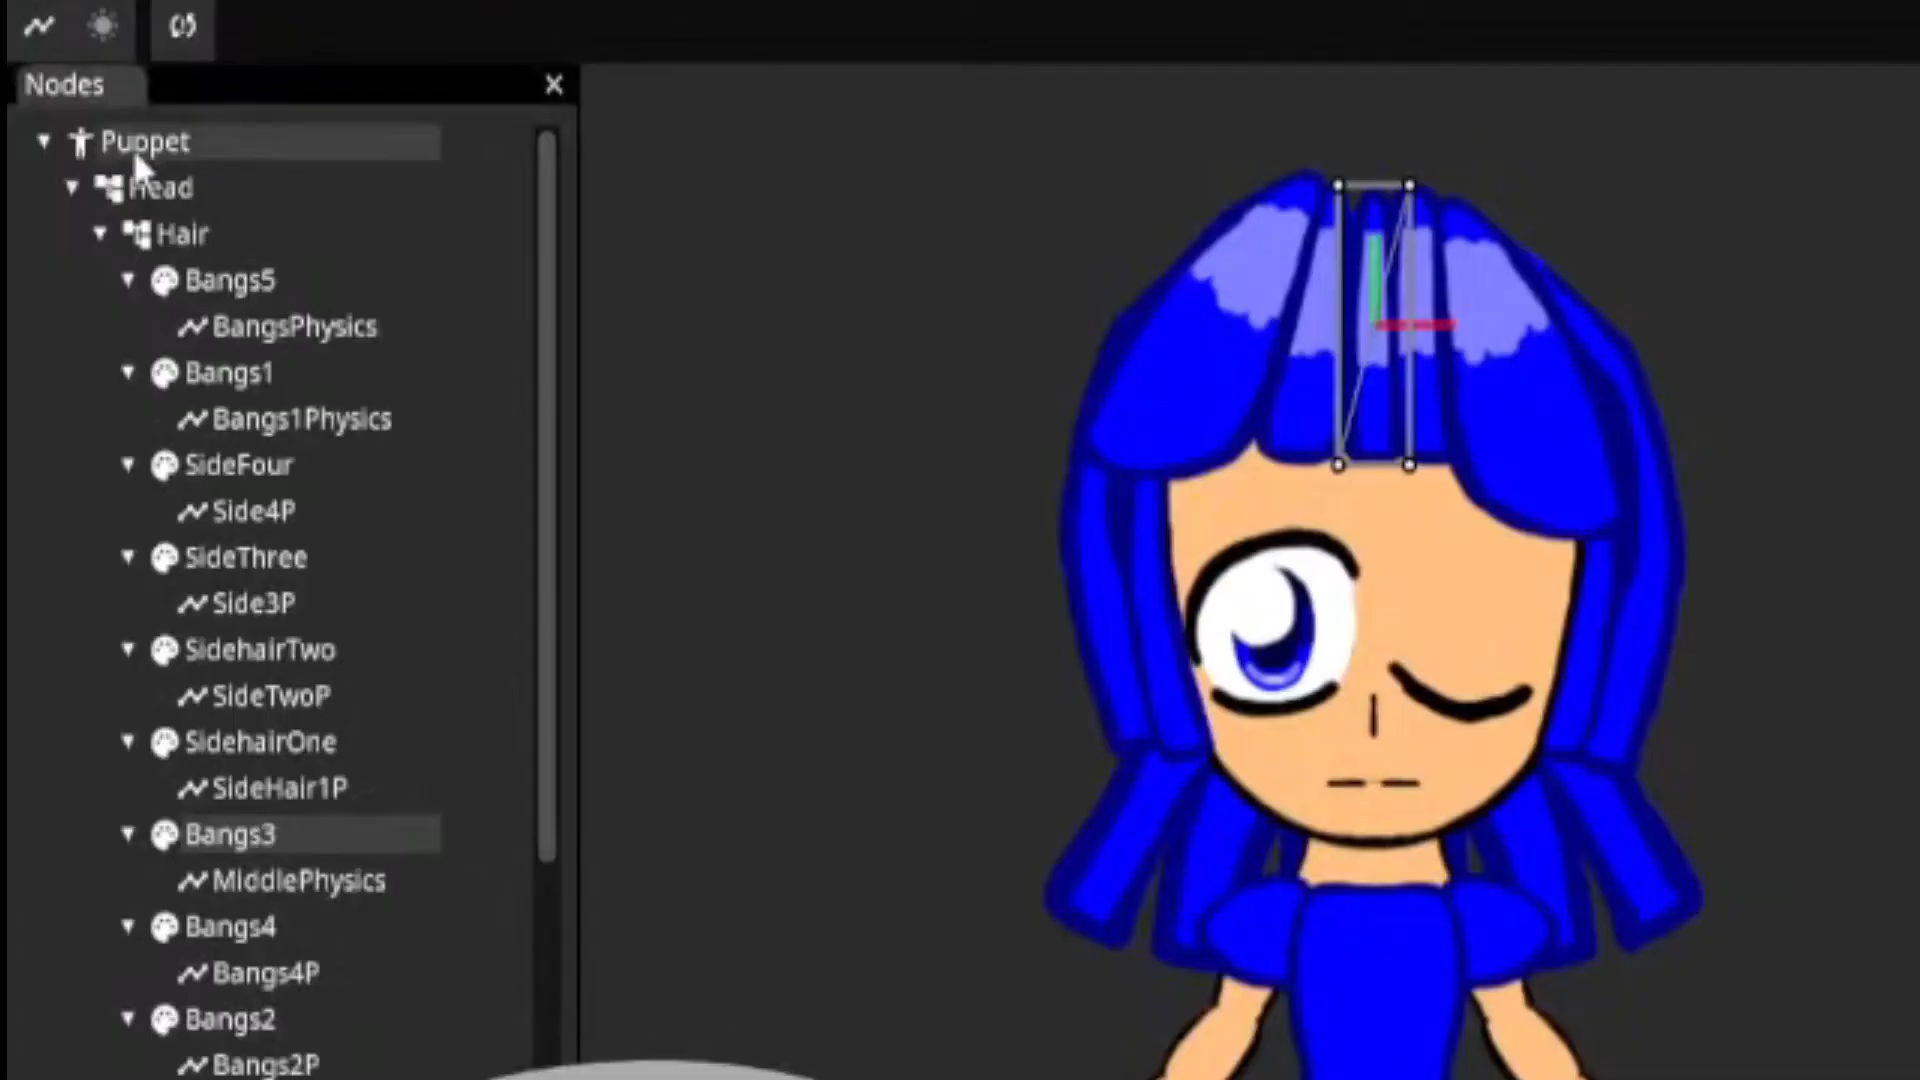 Nodes
Puppet
Head
Hair
Bangs5
BangsPhysics
Bangs1
Bangs1Physics
SideFour
Side4P
SideThree
Side3P
SidehairTwo
SideTwoP
SidehairOne
SideHair1P
Bangs3
MiddlePhysics
Bangs4
Bangs4P
Bangs2
Bangs2P